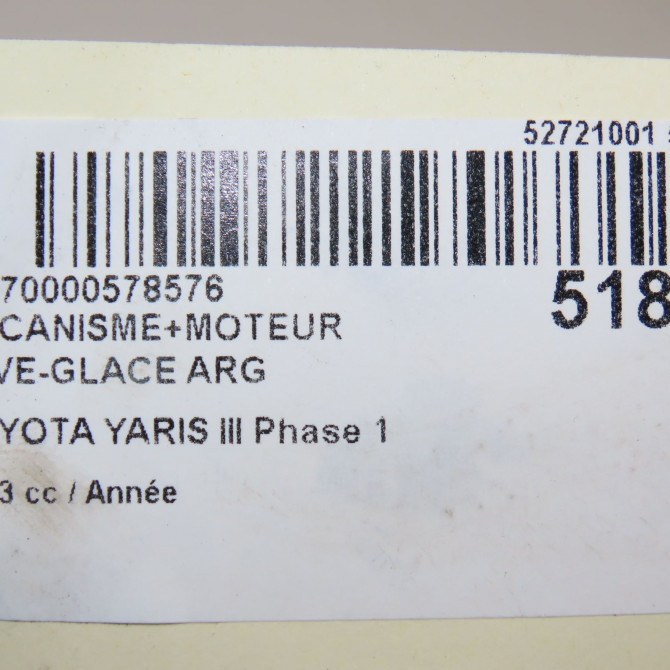 52721001
70000578576
518
CANISME+MOTEUR
VE-GLACE ARG
YOTA YARIS III Phase 1
3 cc / Année